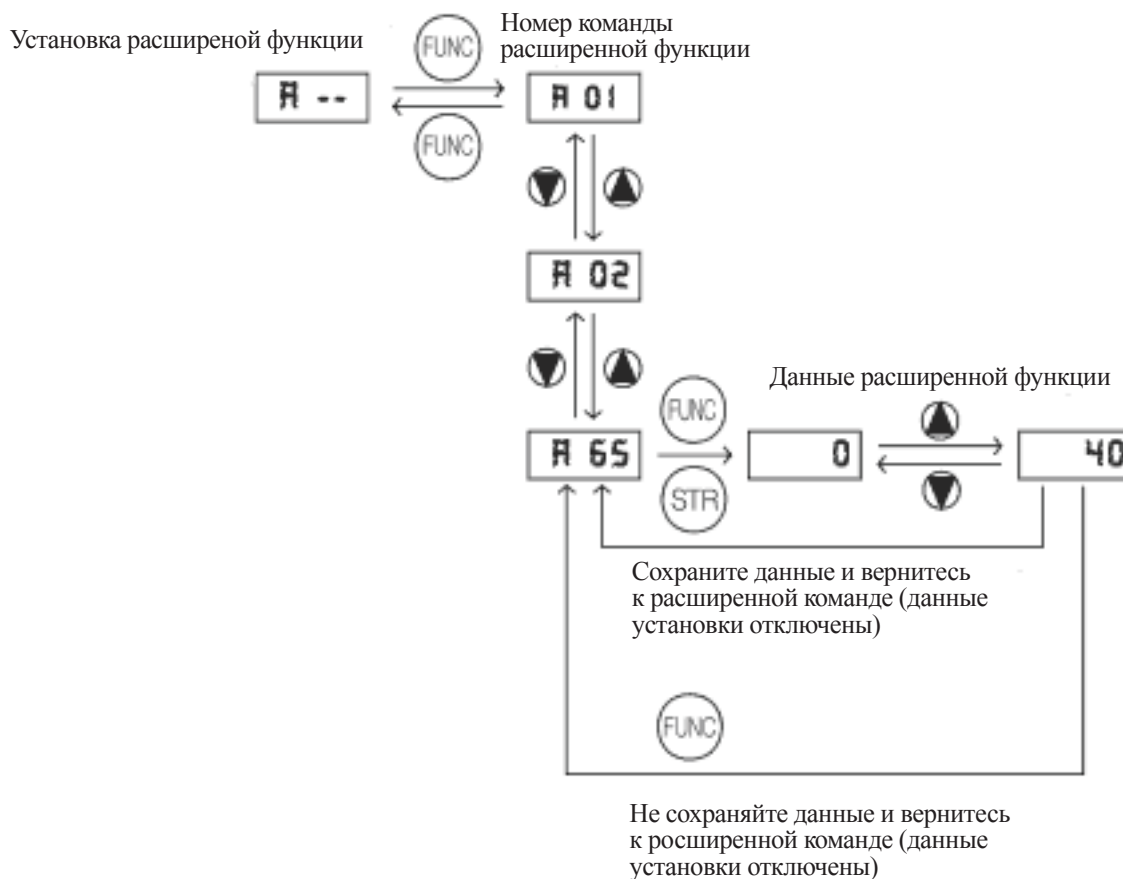 Установка расширеной функции
FUNC
Номер команды
расширенной функции
A --
A 01
FUNC
A 02
Данные расширенной функции
FUNC
A 65
0
40
STR
Сохраните данные и вернитесь
к расширенной команде (данные
установки отключены)
FUNC
Не сохраняйте данные и вернитесь
к росширенной команде (данные
установки отключены)